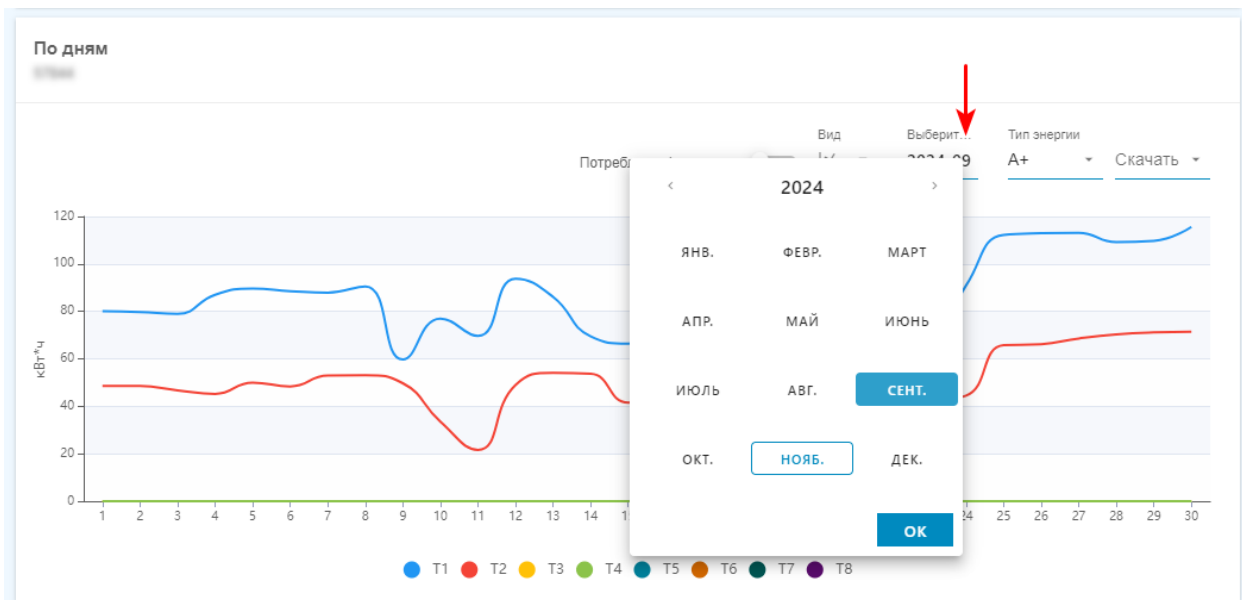 По дням
Вид
Выберит...
Тип энергии
2024-09
A+
Скачать
2024
ЯНВ.
ФЕВР.
МАРТ
АПР.
МАЙ
ИЮНЬ
ИЮЛЬ
АВГ.
СЕНТ.
ОКТ.
НОЯБ.
ДЕК.
ОК
кВт*ч
120
100
80
60
40
20
0
1 2 3 4 5 6 7 8 9 10 11 12 13 14 24 25 26 27 28 29 30
T1 T2 T3 T4 T5 T6 T7 T8